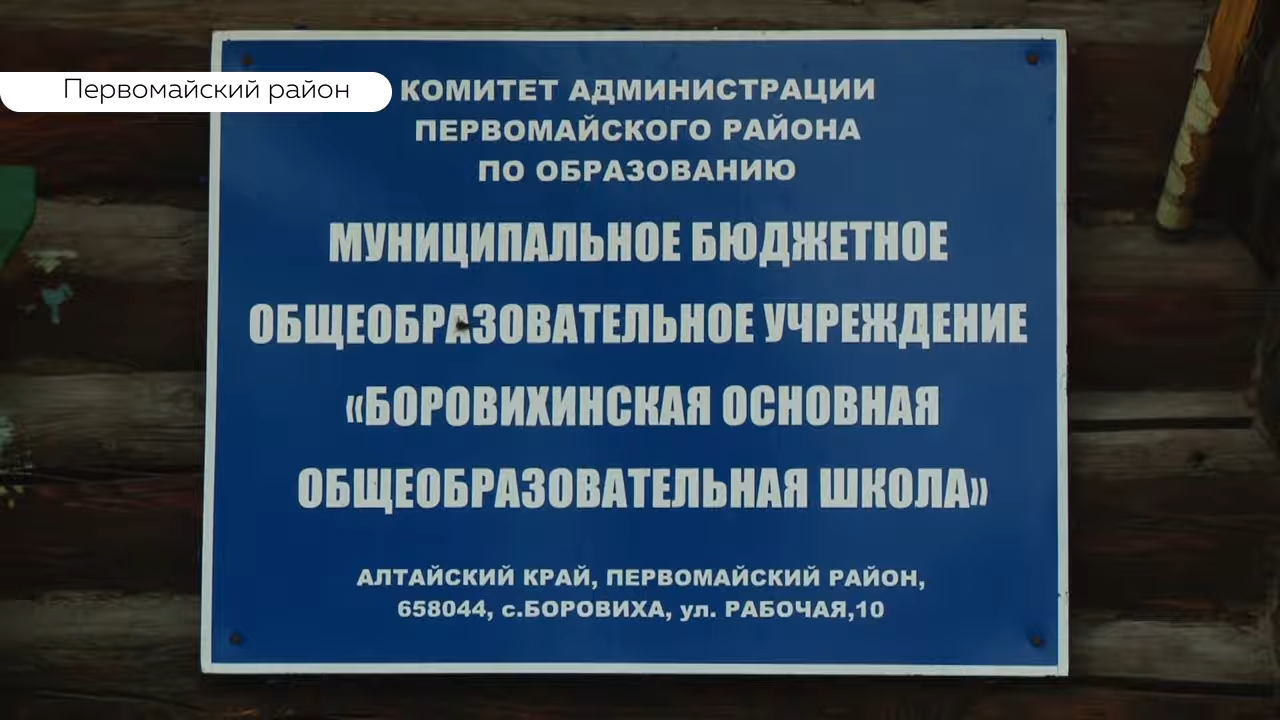 Первомайский район
КОМИТЕТ АДМИНИСТРАЦИИ
ПЕРВОМАЙСКОГО РАЙОНА
ПО ОБРАЗОВАНИЮ
МУНИЦИПАЛЬНОЕ БЮДЖЕТНОЕ
ОБЩЕОБРАЗОВАТЕЛЬНОЕ УЧРЕЖДЕНИЕ
«БОРОВИХИНСКАЯ ОСНОВНАЯ
ОБЩЕОБРАЗОВАТЕЛЬНАЯ ШКОЛА»
АЛТАЙСКИЙ КРАЙ, ПЕРВОМАЙСКИЙ РАЙОН,
658044, с.БОРОВИХА, ул. РАБОЧАЯ,10